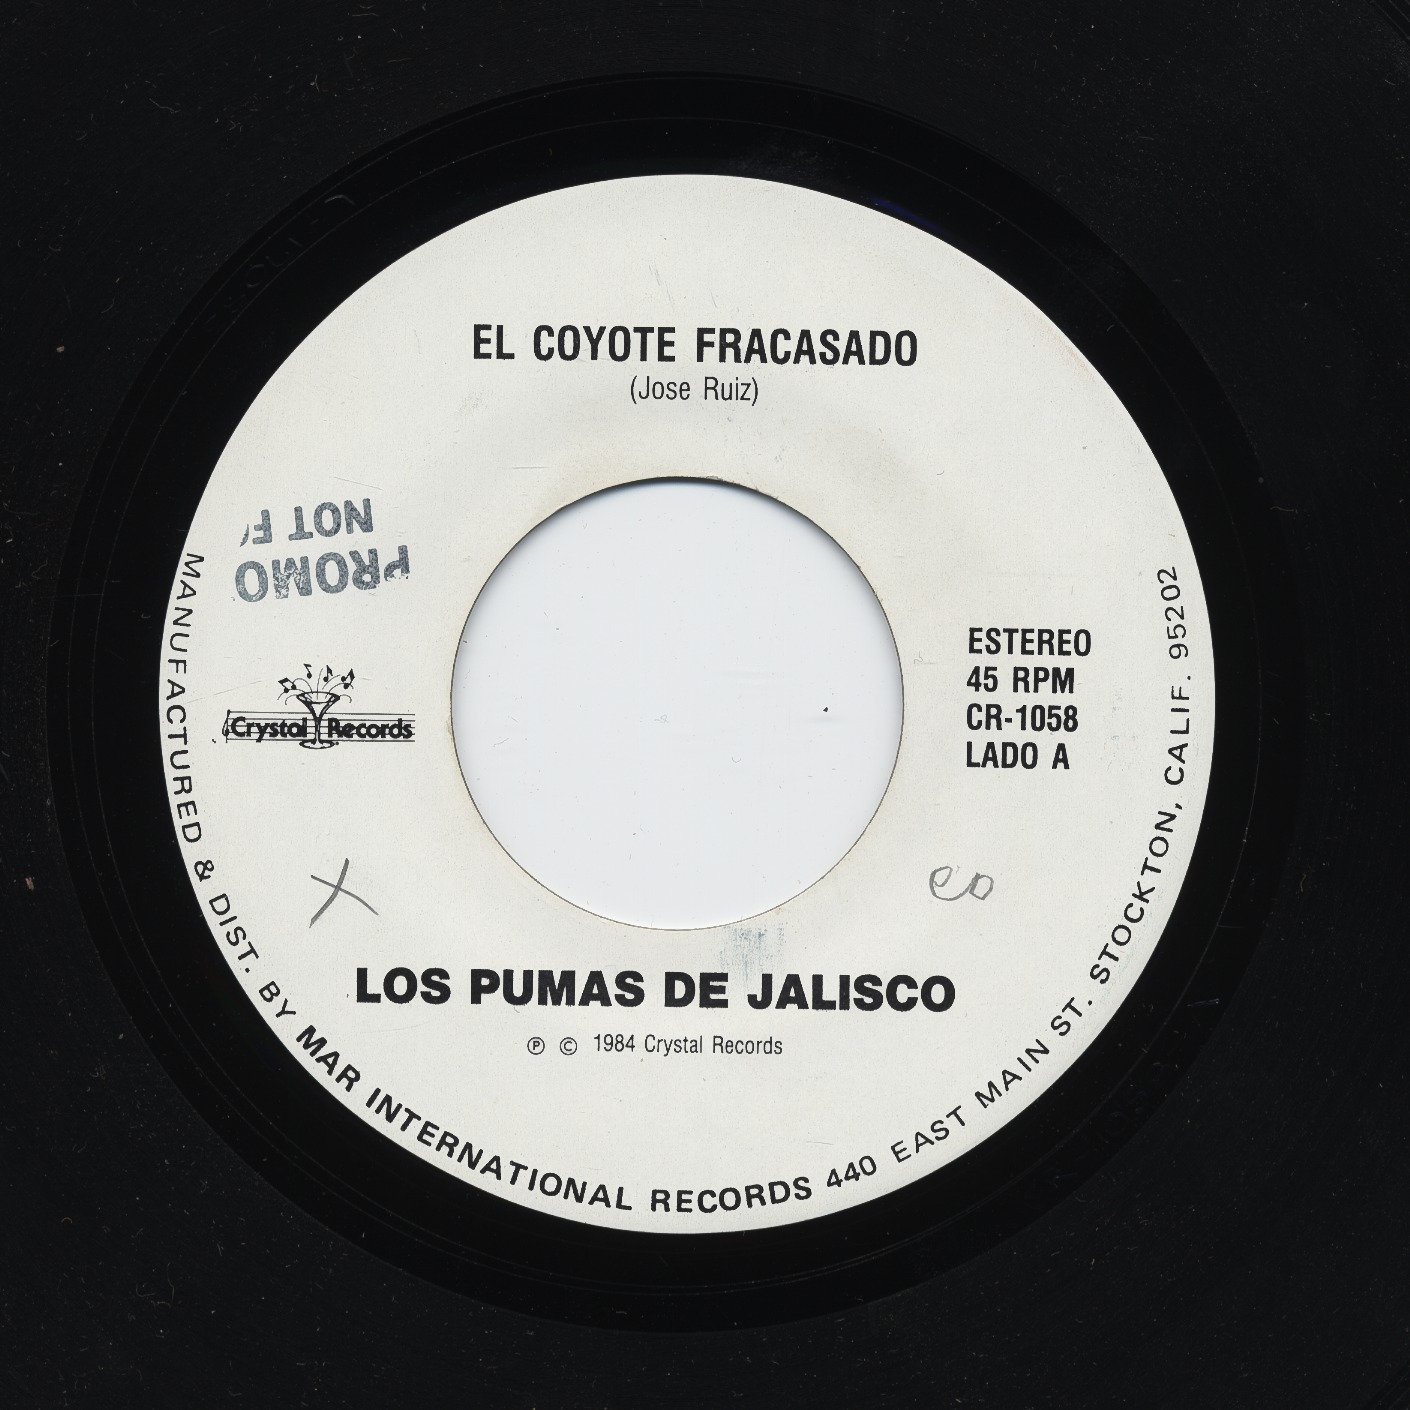 EL COYOTE FRACASADO
(Jose Ruiz)
PROMO
NOT F
Crystal Records
ESTEREO
45 RPM
CR-1058
LADO A
X
LOS PUMAS DE JALISCO
Ⓟ © 1984 Crystal Records
MANUFACTURED & DIST. BY MAR INTERNATIONAL RECORDS 440 EAST MAIN ST. STOCKTON, CALIF. 95202